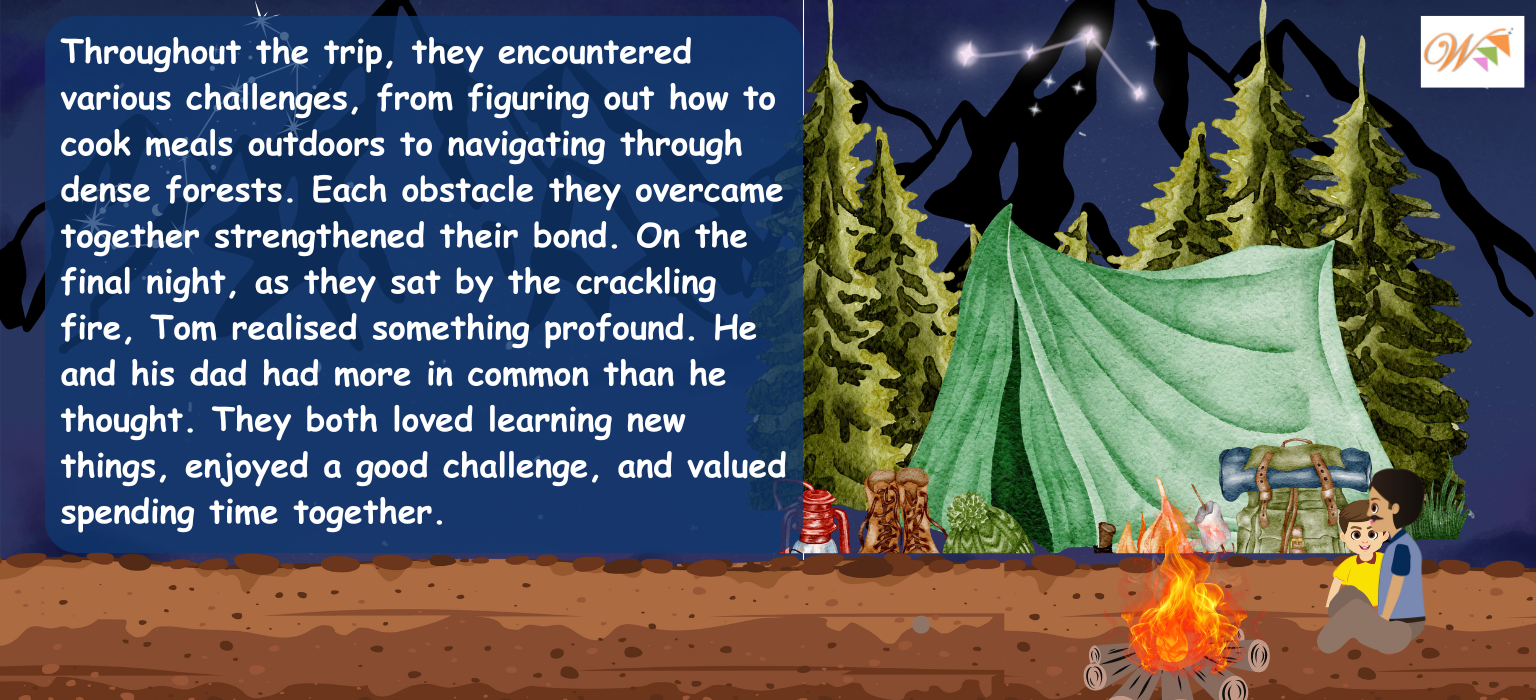 Throughout the trip, they encountered
various challenges, from figuring out how to
cook meals outdoors to navigating through
dense forests. Each obstacle they overcame
together strengthened their bond. On the
final night, as they sat by the crackling
fire, Tom realised something profound. He
and his dad had more in common than he
thought. They both loved learning new
things, enjoyed a good challenge, and valued
spending time together.
W